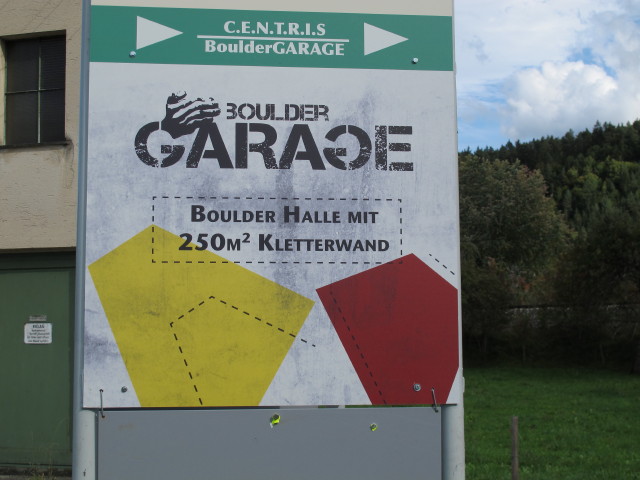 C.E.N.T.R.I.S
BoulderGARAGE
BOULDER
GARAGE
BOULDER HALLE MIT
250M² KLETTERWAND